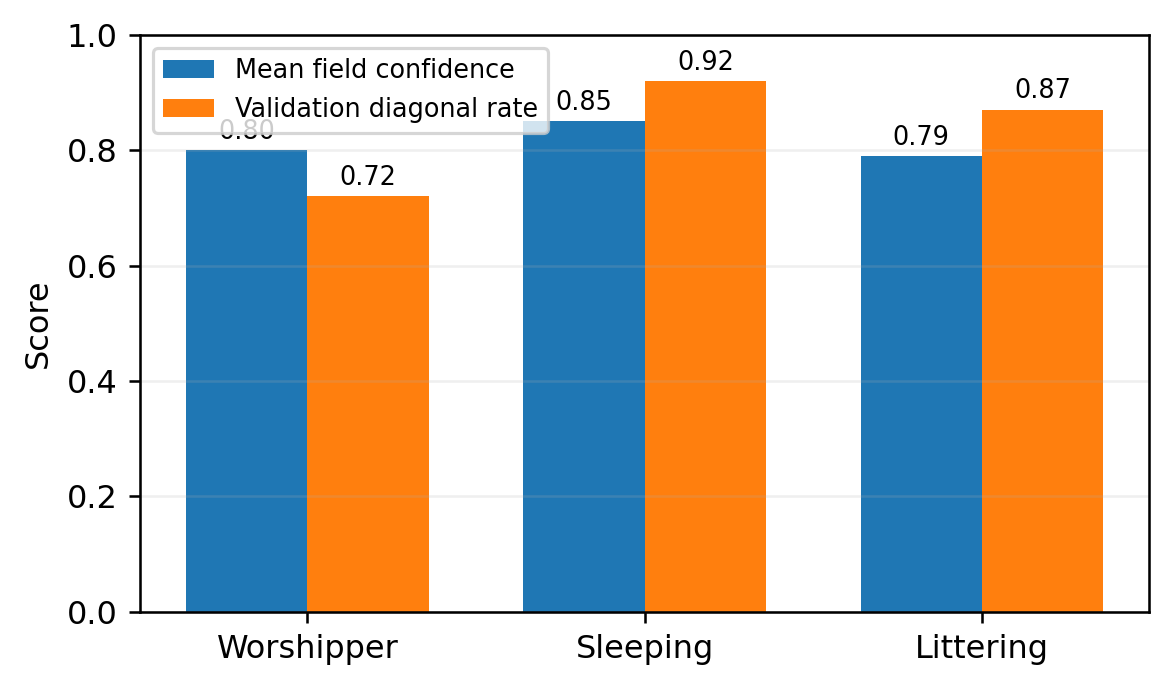 1.0
0.8
0.6
0.4
0.2
0.0
Score
Mean field confidence
Validation diagonal rate
0.80
0.72
0.85
0.92
0.79
0.87
Worshipper
Sleeping
Littering